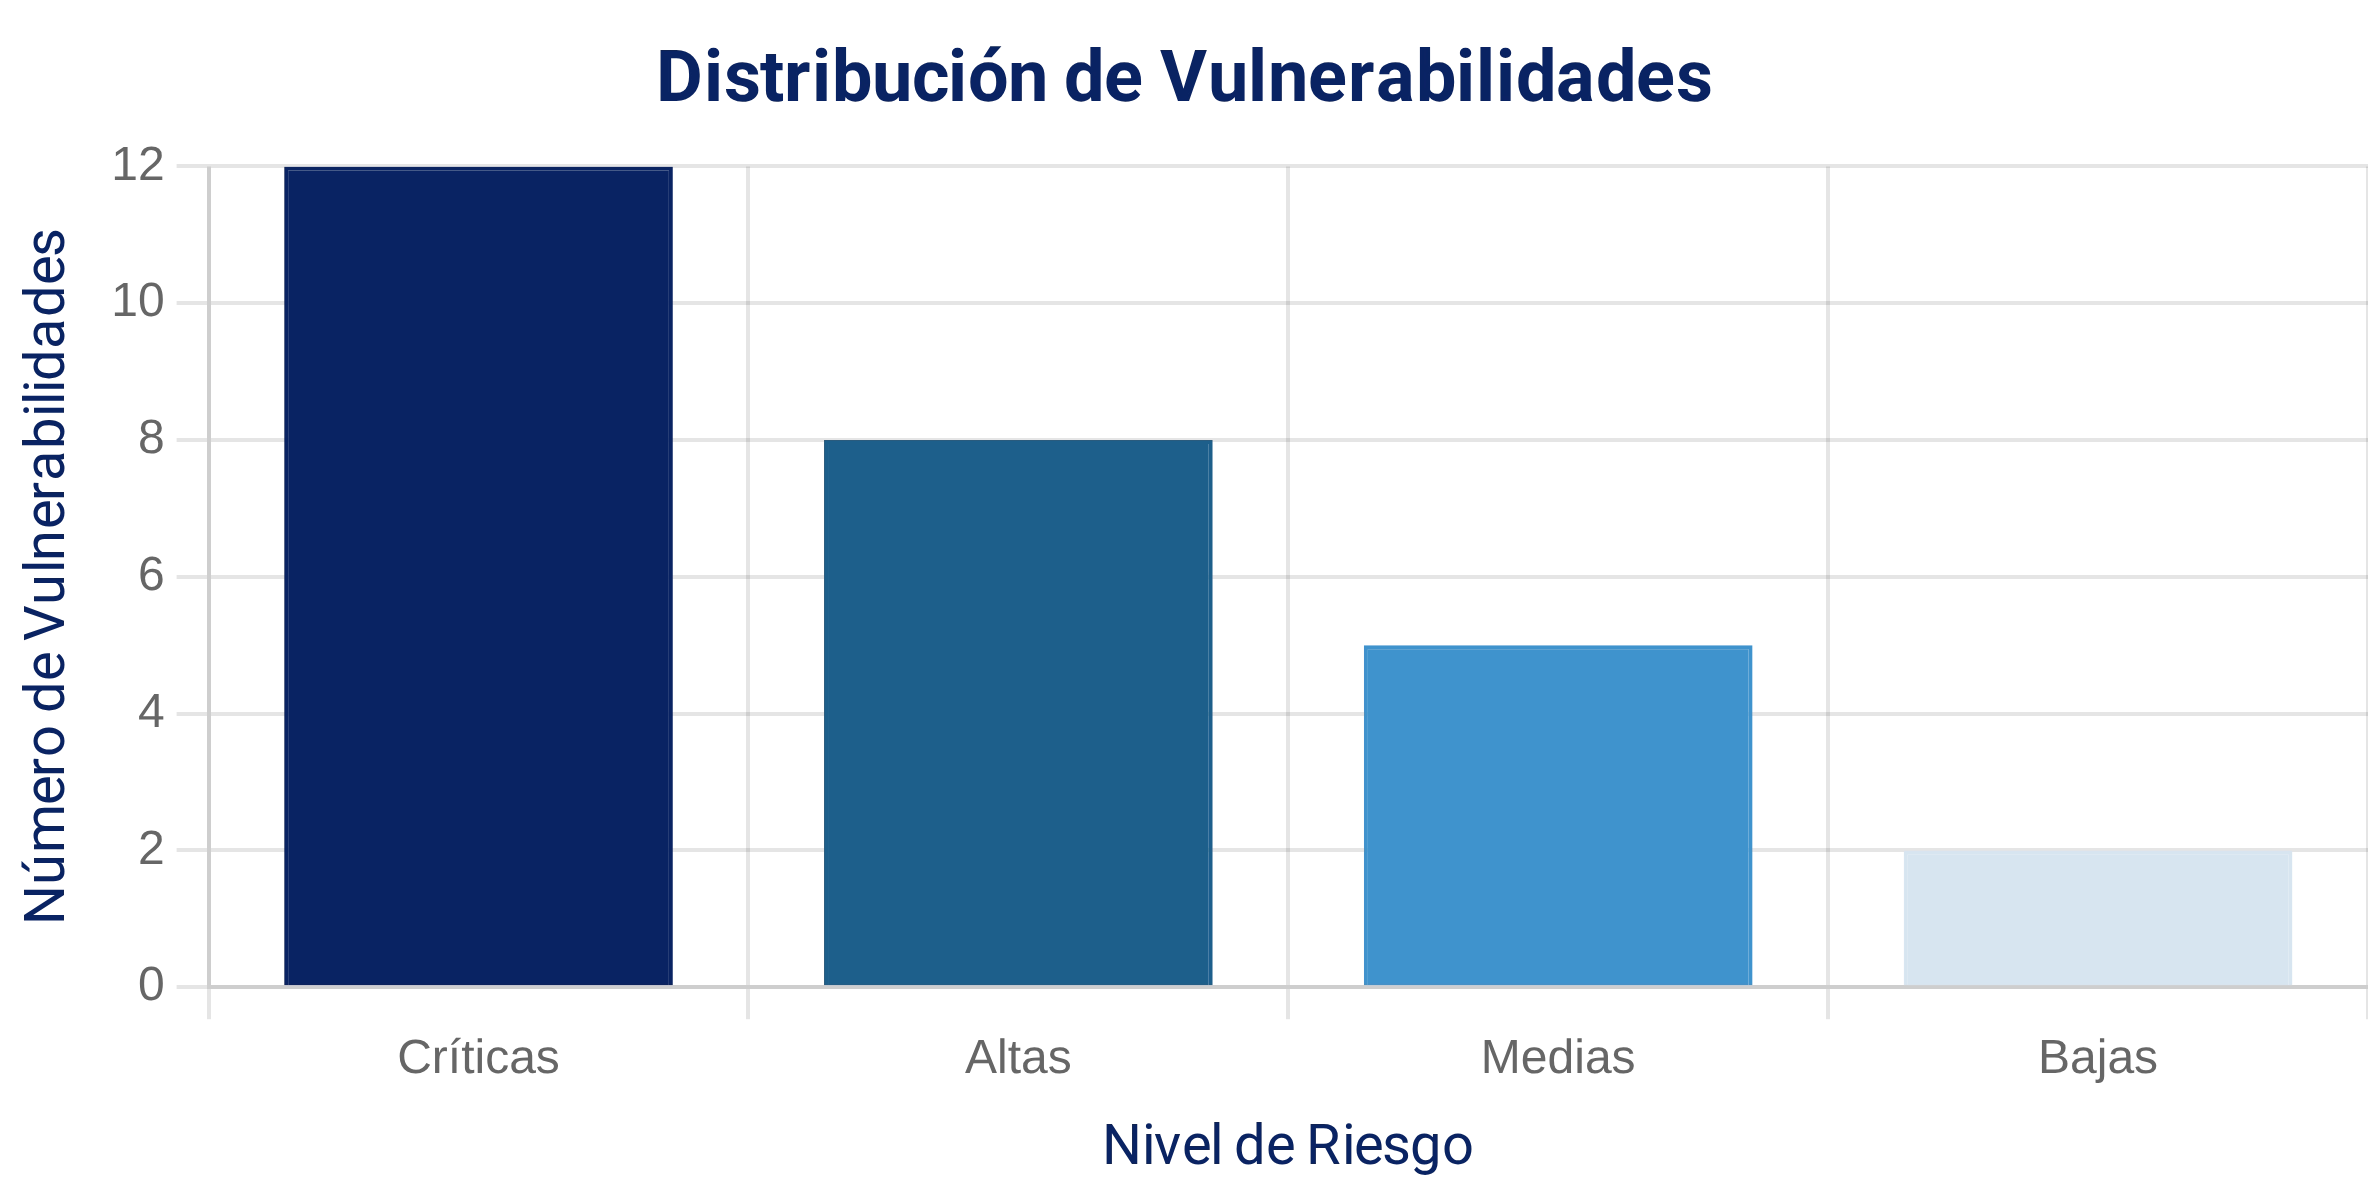 Distribución de Vulnerabilidades
Número de Vulnerabilidades
12
10
8
6
4
2
0
Críticas Altas Medias Bajas
Nivel de Riesgo